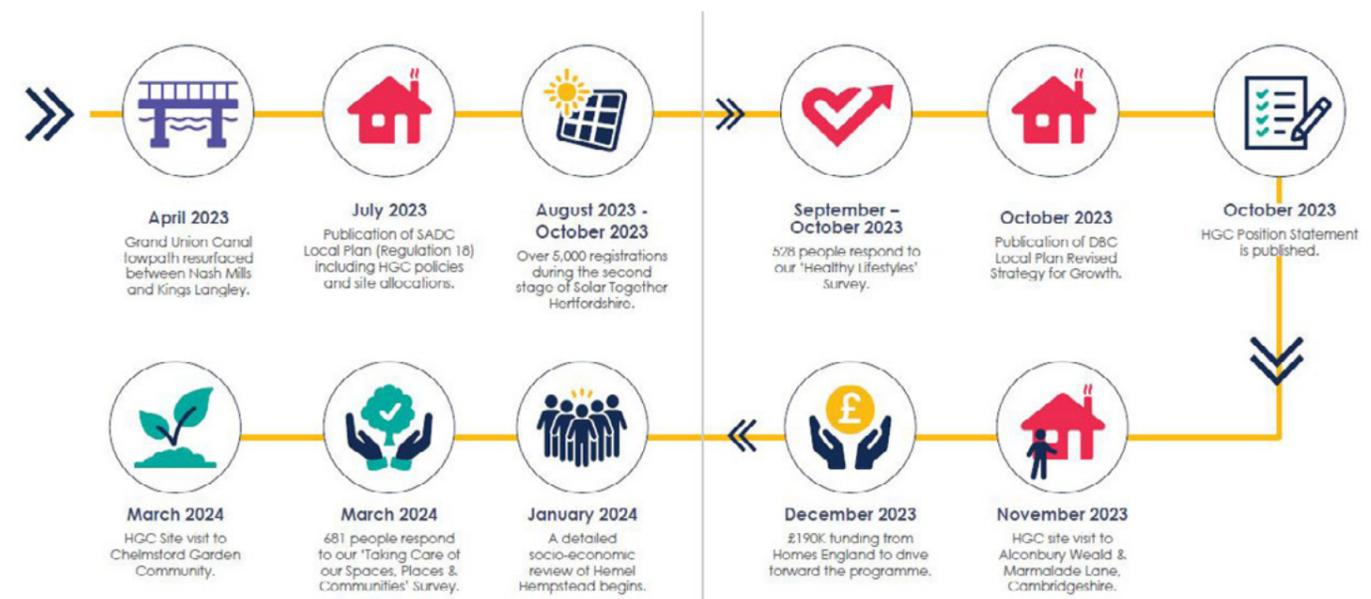 April 2023
Grand Union Canal
towpath resurfaced
between Nash Mills
and Kings Langley.
July 2023
Publication of SADC
Local Plan (Regulation 18)
including HGC policies
and site allocations.
August 2023 -
October 2023
Over 5,000 registrations
during the second
stage of Solar Together
Hertfordshire.
September –
October 2023
528 people respond to
our ‘Healthy Lifestyles’
Survey.
October 2023
Publication of DBC
Local Plan Revised
Strategy for Growth.
October 2023
HGC Position Statement
is published.
November 2023
HGC site visit to
Alconbury Weald &
Marmalade Lane,
Cambridgeshire.
£
December 2023
£190K funding from
Homes England to drive
forward the programme.
January 2024
A detailed
socio-economic
review of Hemel
Hempstead begins.
March 2024
681 people respond
to our ‘Taking Care of
our Spaces, Places &
Communities’ Survey.
March 2024
HGC Site visit to
Chelmsford Garden
Community.